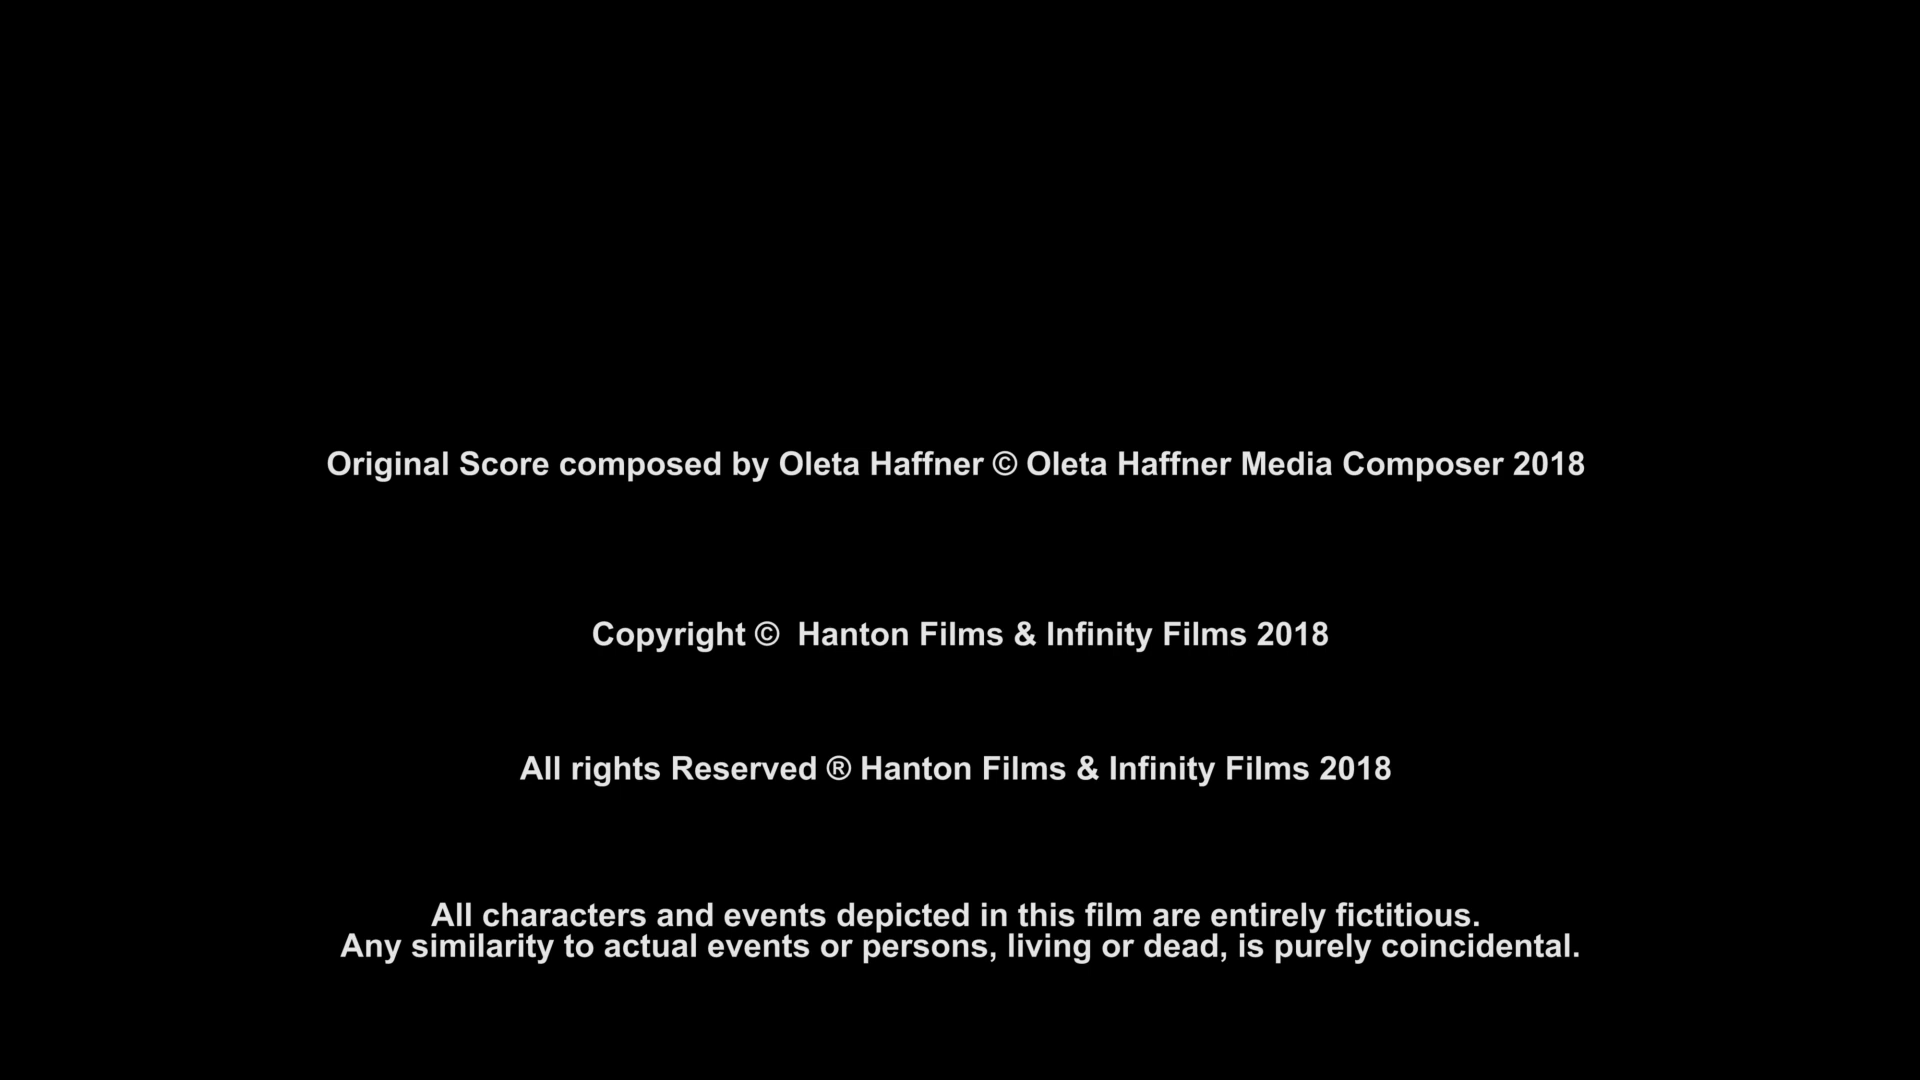 Original Score composed by Oleta Haffner © Oleta Haffner Media Composer 2018
Copyright ©  Hanton Films & Infinity Films 2018
All rights Reserved ® Hanton Films & Infinity Films 2018
All characters and events depicted in this film are entirely fictitious.
Any similarity to actual events or persons, living or dead, is purely coincidental.